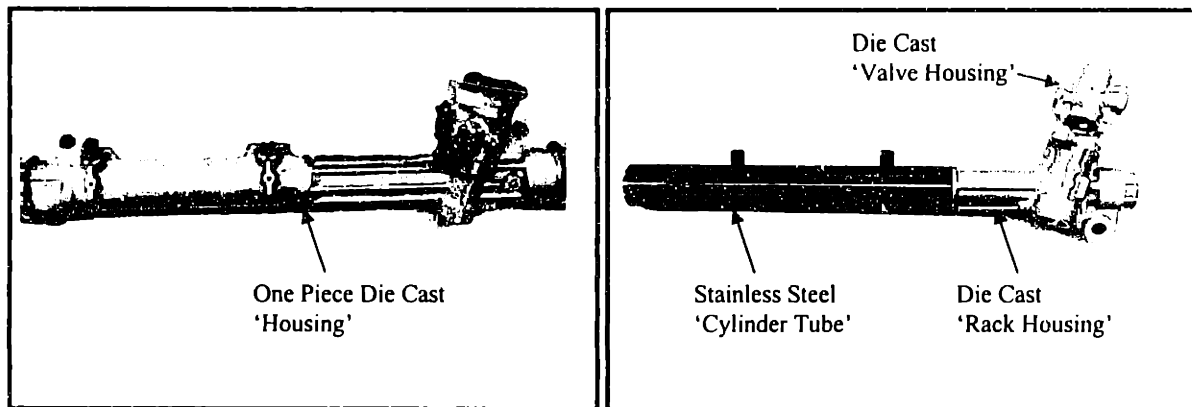 One Piece Die Cast
'Housing'
Die Cast
'Valve Housing'
Stainless Steel
'Cylinder Tube'
Die Cast
'Rack Housing'